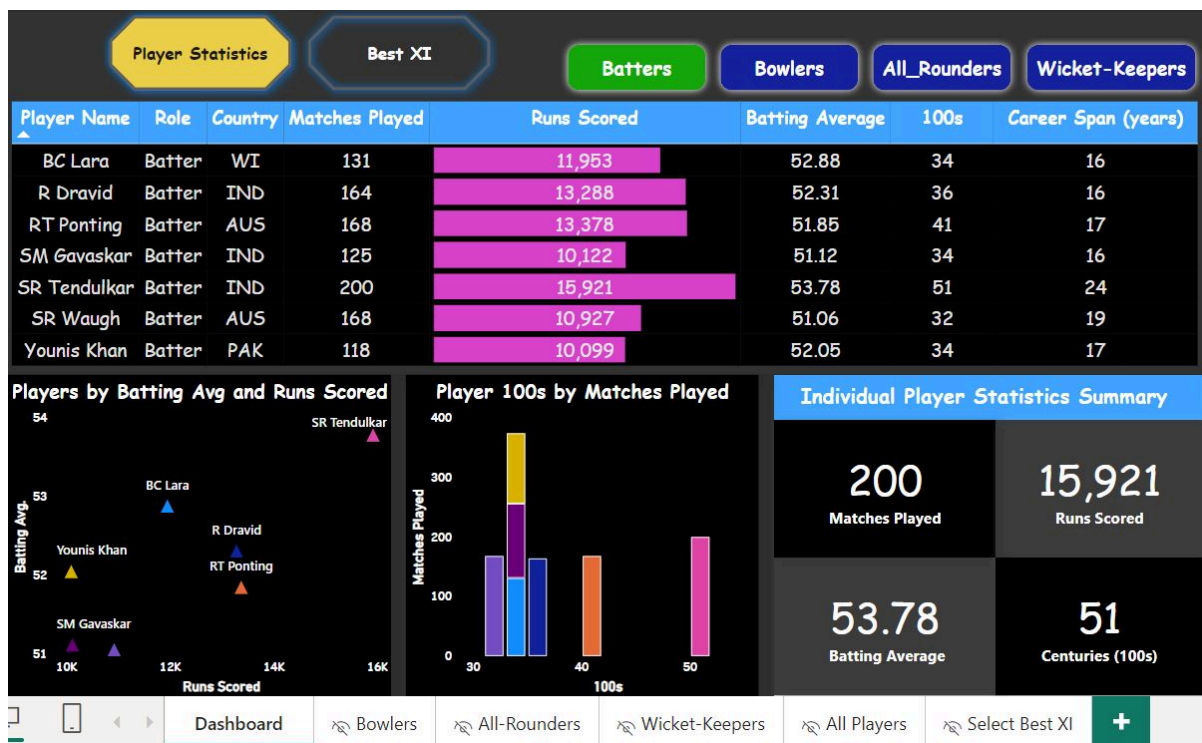 Player Statistics
Best XI
Batters
Bowlers
All_Rounders
Wicket-Keepers
Player Name Role Country Matches Played Runs Scored Batting Average 100s Career Span (years)
BC Lara Batter WI 131 11,953 52.88 34 16
R Dravid Batter IND 164 13,288 52.31 36 16
RT Ponting Batter AUS 168 13,378 51.85 41 17
SM Gavaskar Batter IND 125 10,122 51.12 34 16
SR Tendulkar Batter IND 200 15,921 53.78 51 24
SR Waugh Batter AUS 168 10,927 51.06 32 19
Younis Khan Batter PAK 118 10,099 52.05 34 17
Players by Batting Avg and Runs Scored
54
53
52
51
Batting Avg.
SR Tendulkar
BC Lara
R Dravid
Younis Khan
RT Ponting
SM Gavaskar
10K 12K 14K 16K
Runs Scored
Player 100s by Matches Played
400
300
200
100
0
Matches Played
30 40 50
100s
Individual Player Statistics Summary
200
Matches Played
15,921
Runs Scored
53.78
Batting Average
51
Centuries (100s)
Dashboard
Bowlers
All-Rounders
Wicket-Keepers
All Players
Select Best XI
+